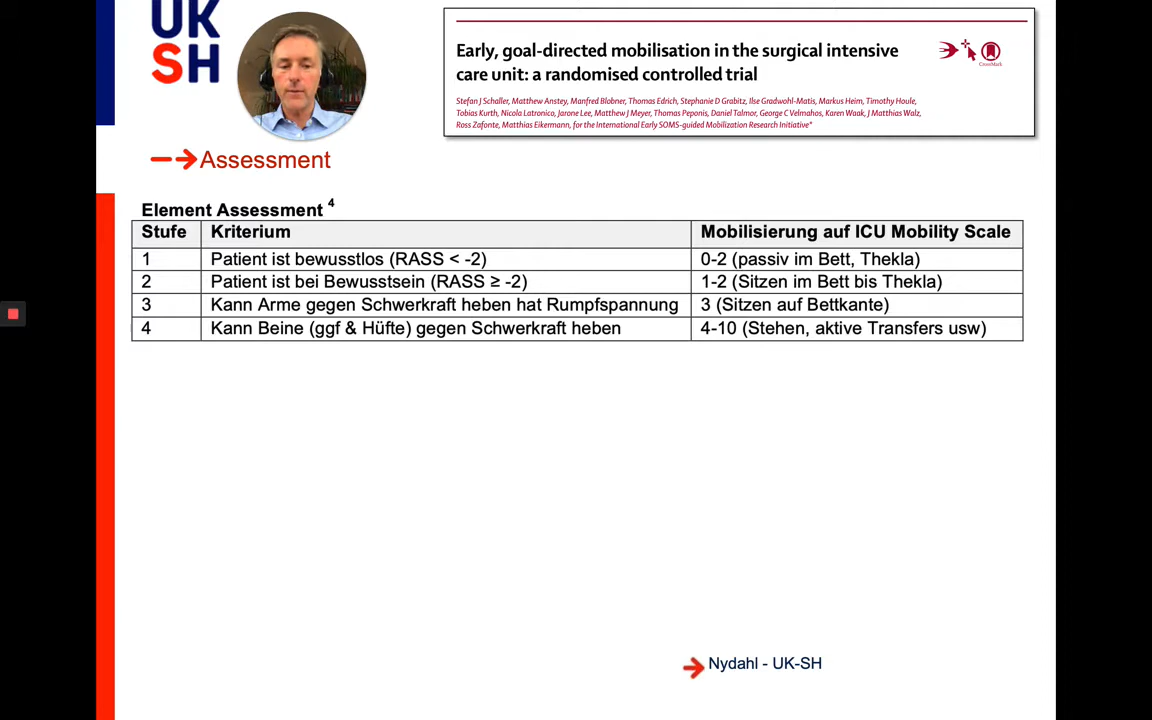 UK
SH
Early, goal-directed mobilisation in the surgical intensive
care unit: a randomised controlled trial
CrossMark
Stefan J Schaller, Matthew Anstey, Manfred Blobner, Thomas Edrich, Stephanie D Grabitz, Ilse Gradwohl-Matis, Markus Heim, Timothy Houle,
Tobias Kurth, Nicola Latronico, Jarone Lee, Matthew J Meyer, Thomas Peponis, Daniel Talmor, George C Velmahos, Karen Waak, J Matthias Walz,
Ross Zafonte, Matthias Eikermann, for the International Early SOMS-guided Mobilization Research Initiative*
Assessment
Element Assessment 4
Stufe Kriterium Mobilisierung auf ICU Mobility Scale
1 Patient ist bewusstlos (RASS < -2) 0-2 (passiv im Bett, Thekla)
2 Patient ist bei Bewusstsein (RASS ≥ -2) 1-2 (Sitzen im Bett bis Thekla)
3 Kann Arme gegen Schwerkraft heben hat Rumpfspannung 3 (Sitzen auf Bettkante)
4 Kann Beine (ggf & Hüfte) gegen Schwerkraft heben 4-10 (Stehen, aktive Transfers usw)
Nydahl - UK-SH